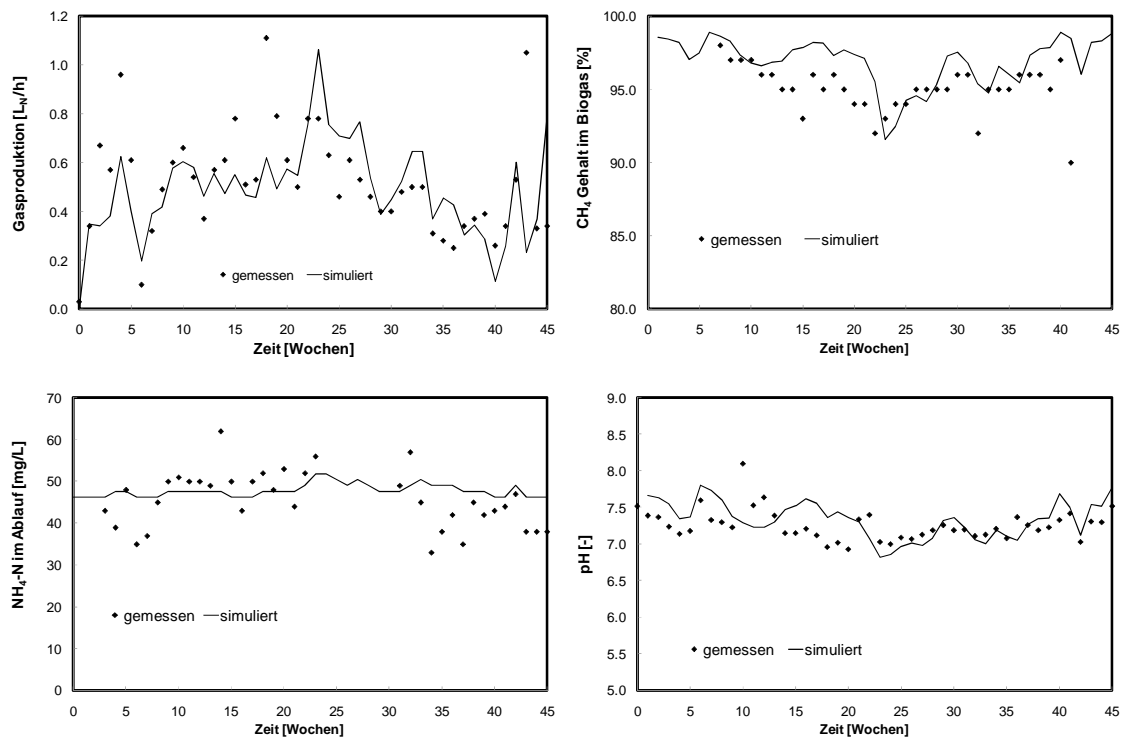 Gasproduktion [L_N/h]
1.2
1.0
0.8
0.6
0.4
0.2
0.0
gemessen simuliert
0 5 10 15 20 25 30 35 40 45
Zeit [Wochen]
CH4 Gehalt im Biogas [%]
100.0
95.0
90.0
85.0
80.0
gemessen simuliert
0 5 10 15 20 25 30 35 40 45
Zeit [Wochen]
NH4-N im Ablauf [mg/L]
70
60
50
40
30
20
10
0
gemessen simuliert
0 5 10 15 20 25 30 35 40 45
Zeit [Wochen]
pH [-]
9.0
8.5
8.0
7.5
7.0
6.5
6.0
5.5
5.0
gemessen simuliert
0 5 10 15 20 25 30 35 40 45
Zeit [Wochen]